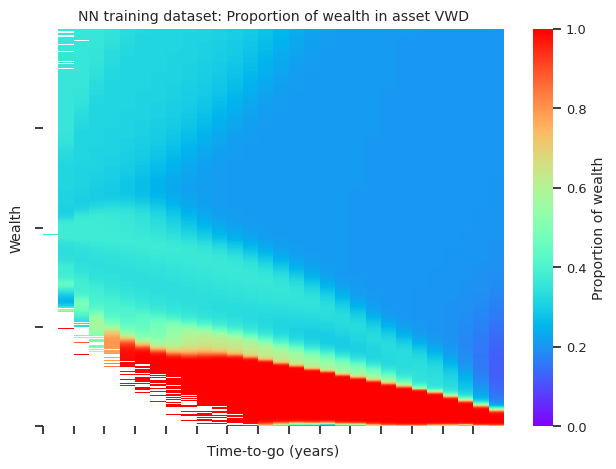 NN training dataset: Proportion of wealth in asset VWD
Wealth
Time-to-go (years)
1.0
0.8
0.6
0.4
0.2
0.0
Proportion of wealth